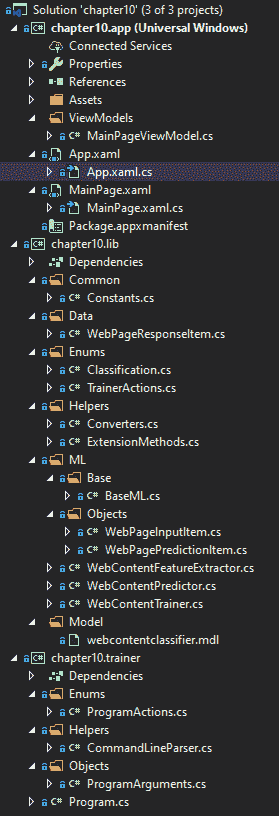 Solution 'chapter10' (3 of 3 projects)
chapter10.app (Universal Windows)
Connected Services
Properties
References
Assets
ViewModels
C# MainPageViewModel.cs
App.xaml
App.xaml.cs
MainPage.xaml
MainPage.xaml.cs
Package.appxmanifest
C# chapter10.lib
Dependencies
Common
C# Constants.cs
Data
C# WebPageResponseItem.cs
Enums
C# Classification.cs
C# TrainerActions.cs
Helpers
C# Converters.cs
C# ExtensionMethods.cs
ML
Base
C# BaseML.cs
Objects
C# WebPageInputItem.cs
C# WebPagePredictionItem.cs
C# WebContentFeatureExtractor.cs
C# WebContentPredictor.cs
C# WebContentTrainer.cs
Model
webcontentclassifier.mdl
C# chapter10.trainer
Dependencies
Enums
C# ProgramActions.cs
Helpers
C# CommandLineParser.cs
Objects
C# ProgramArguments.cs
C# Program.cs